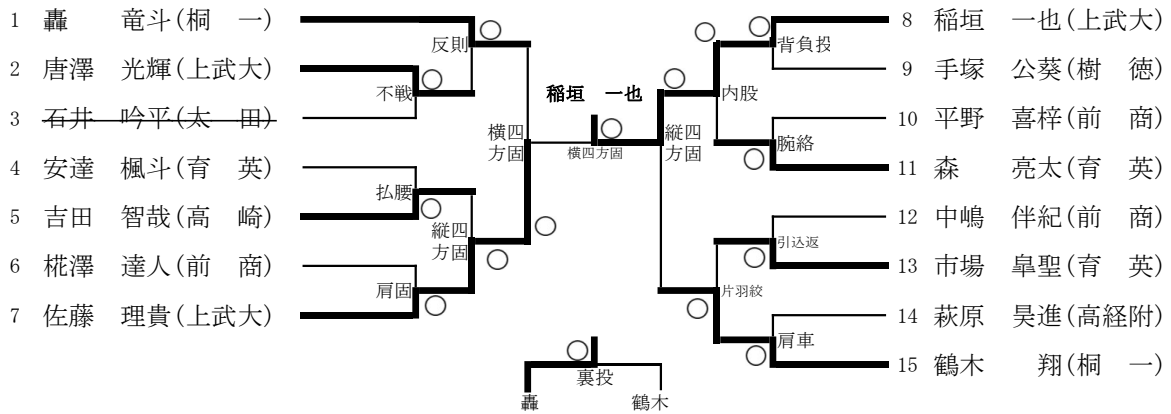 1 轟　　竜斗(桐　一)
2 唐澤　光輝(上武大)
3 石井　吟平(太　田)
4 安達　楓斗(育　英)
5 吉田　智哉(高　崎)
6 椛澤　達人(前　商)
7 佐藤　理貴(上武大)
反則
不戦
払腰
縦四
方固
肩固
横四
方固
稲垣　一也
横四方固
縦四
方固
背負投
内股
腕絡
引込返
片羽絞
肩車
8 稲垣　一也(上武大)
9 手塚　公葵(樹　徳)
10 平野　喜梓(前　商)
11 森　　亮太(育　英)
12 中嶋　伴紀(前　商)
13 市場　皐聖(育　英)
14 萩原　昊進(高経附)
15 鶴木　　翔(桐　一)
裏投
轟　鶴木